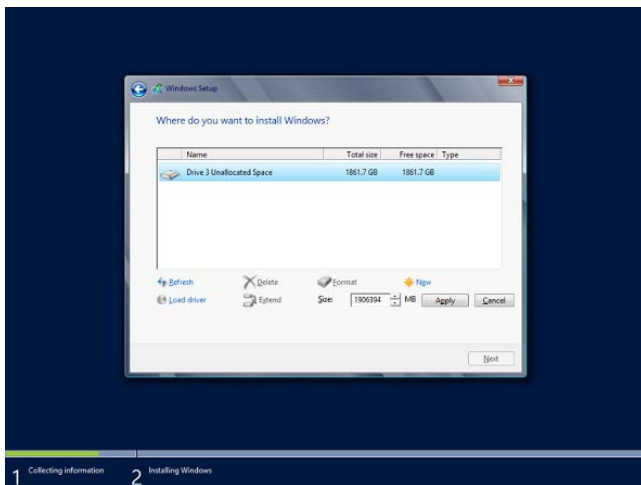 Windows Setup
Where do you want to install Windows?
Name Total size Free space Type
Drive 3 Unallocated Space 1861.7 GB 1861.7 GB
Refresh Delete Format New
Load driver Extend Size: 1906394 MB Apply Cancel
Next
1 Collecting information 2 Installing Windows